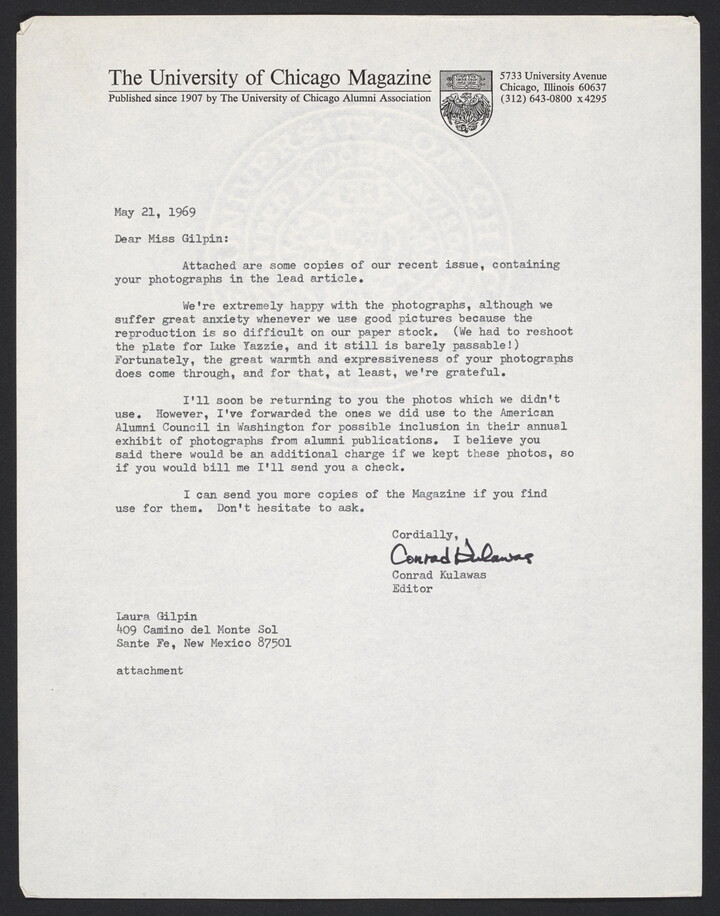 The University of Chicago Magazine
Published since 1907 by The University of Chicago Alumni Association
5733 University Avenue
Chicago, Illinois 60637
(312) 643-0800 x4295
May 21, 1969
Dear Miss Gilpin:
Attached are some copies of our recent issue, containing
your photographs in the lead article.
We're extremely happy with the photographs, although we
suffer great anxiety whenever we use good pictures because the
reproduction is so difficult on our paper stock. (We had to reshoot
the plate for Luke Yazzie, and it still is barely passable!)
Fortunately, the great warmth and expressiveness of your photographs
does come through, and for that, at least, we're grateful.
I'll soon be returning to you the photos which we didn't
use. However, I've forwarded the ones we did use to the American
Alumni Council in Washington for possible inclusion in their annual
exhibit of photographs from alumni publications. I believe you
said there would be an additional charge if we kept these photos, so
if you would bill me I'll send you a check.
I can send you more copies of the Magazine if you find
use for them. Don't hesitate to ask.
Cordially,
Conrad Kulawas
Conrad Kulawas
Editor
Laura Gilpin
409 Camino del Monte Sol
Sante Fe, New Mexico 87501
attachment